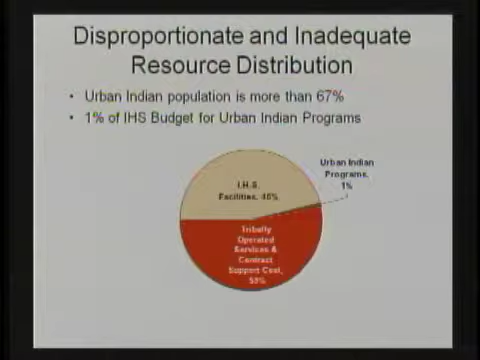 Disproportionate and Inadequate
Resource Distribution
• Urban Indian population is more than 67%
• 1% of IHS Budget for Urban Indian Programs
Urban Indian
Programs,
1%
I.H.S.
Facilities,
Tribally
Operated
Services &
Contract
Support Cost,
53%